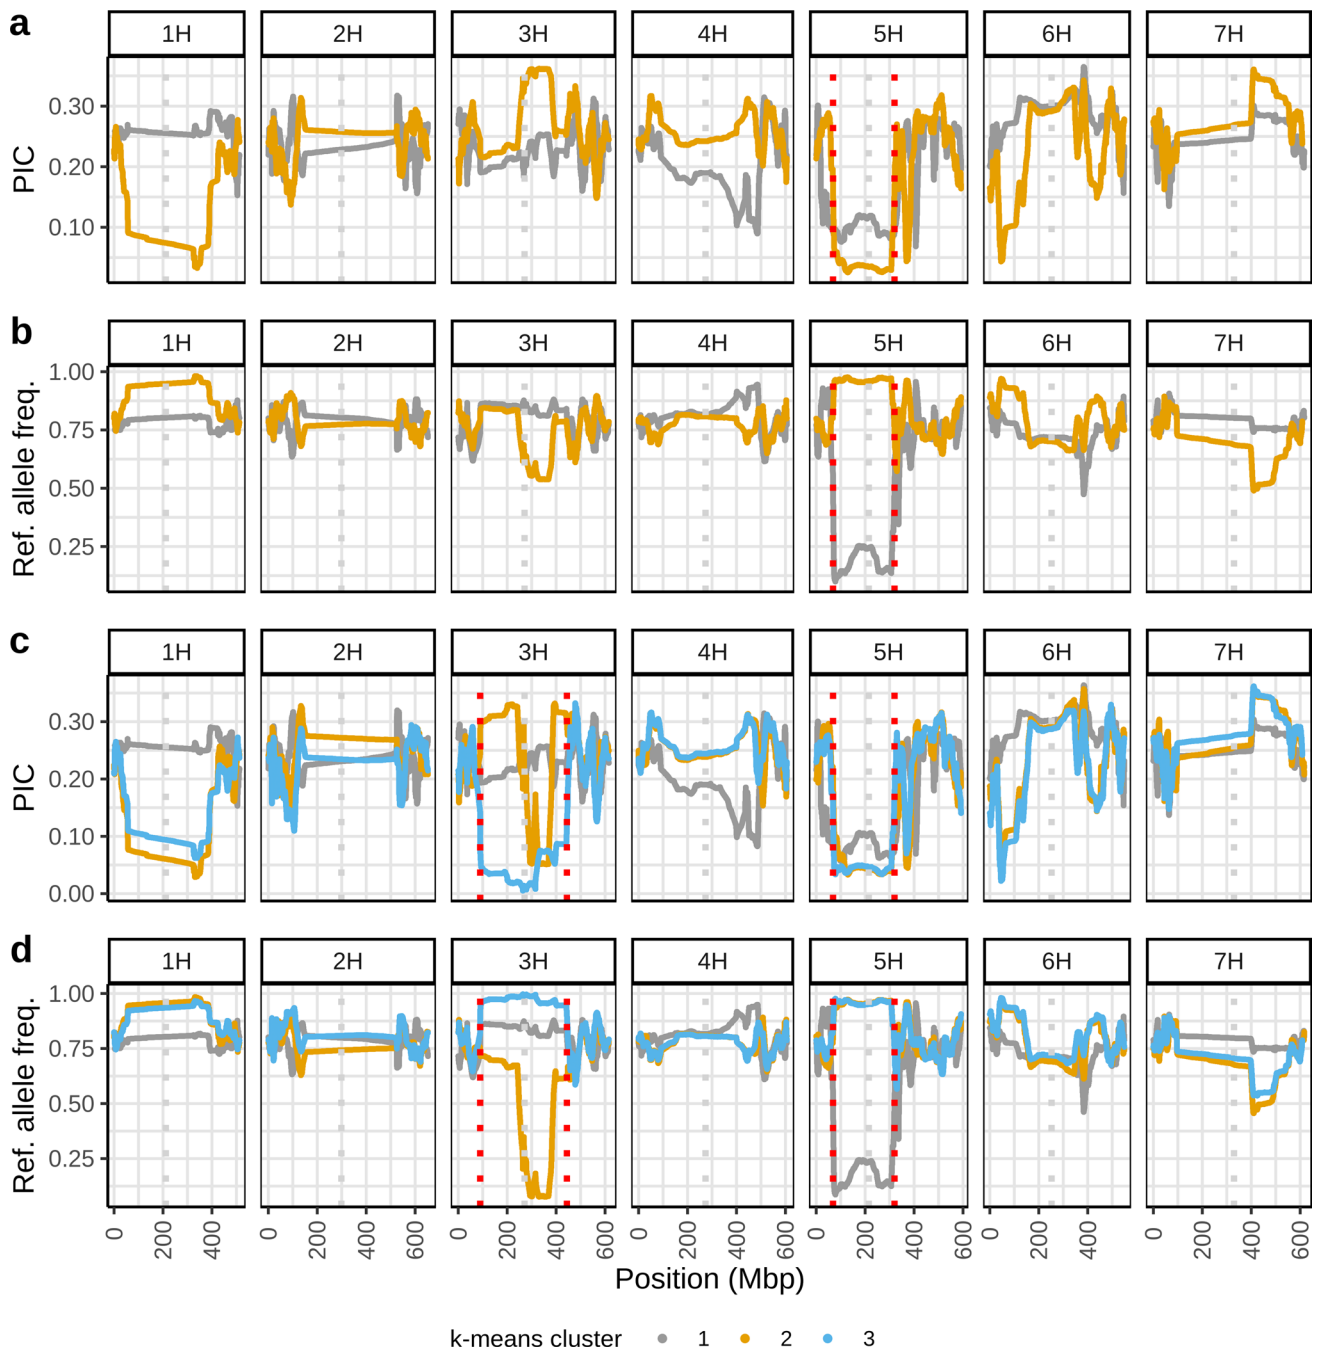 a
1H 2H 3H 4H 5H 6H 7H
PIC
0.30
0.20
0.10
b
1H 2H 3H 4H 5H 6H 7H
Ref. allele freq.
1.00
0.75
0.50
0.25
c
1H 2H 3H 4H 5H 6H 7H
PIC
0.30
0.20
0.10
0.00
d
1H 2H 3H 4H 5H 6H 7H
Ref. allele freq.
1.00
0.75
0.50
0.25
0 200 400 0 200 400 600 0 200 400 600 0 200 400 600 0 200 400 600 0 200 400 0 200 400 600
Position (Mbp)
k-means cluster 1 2 3